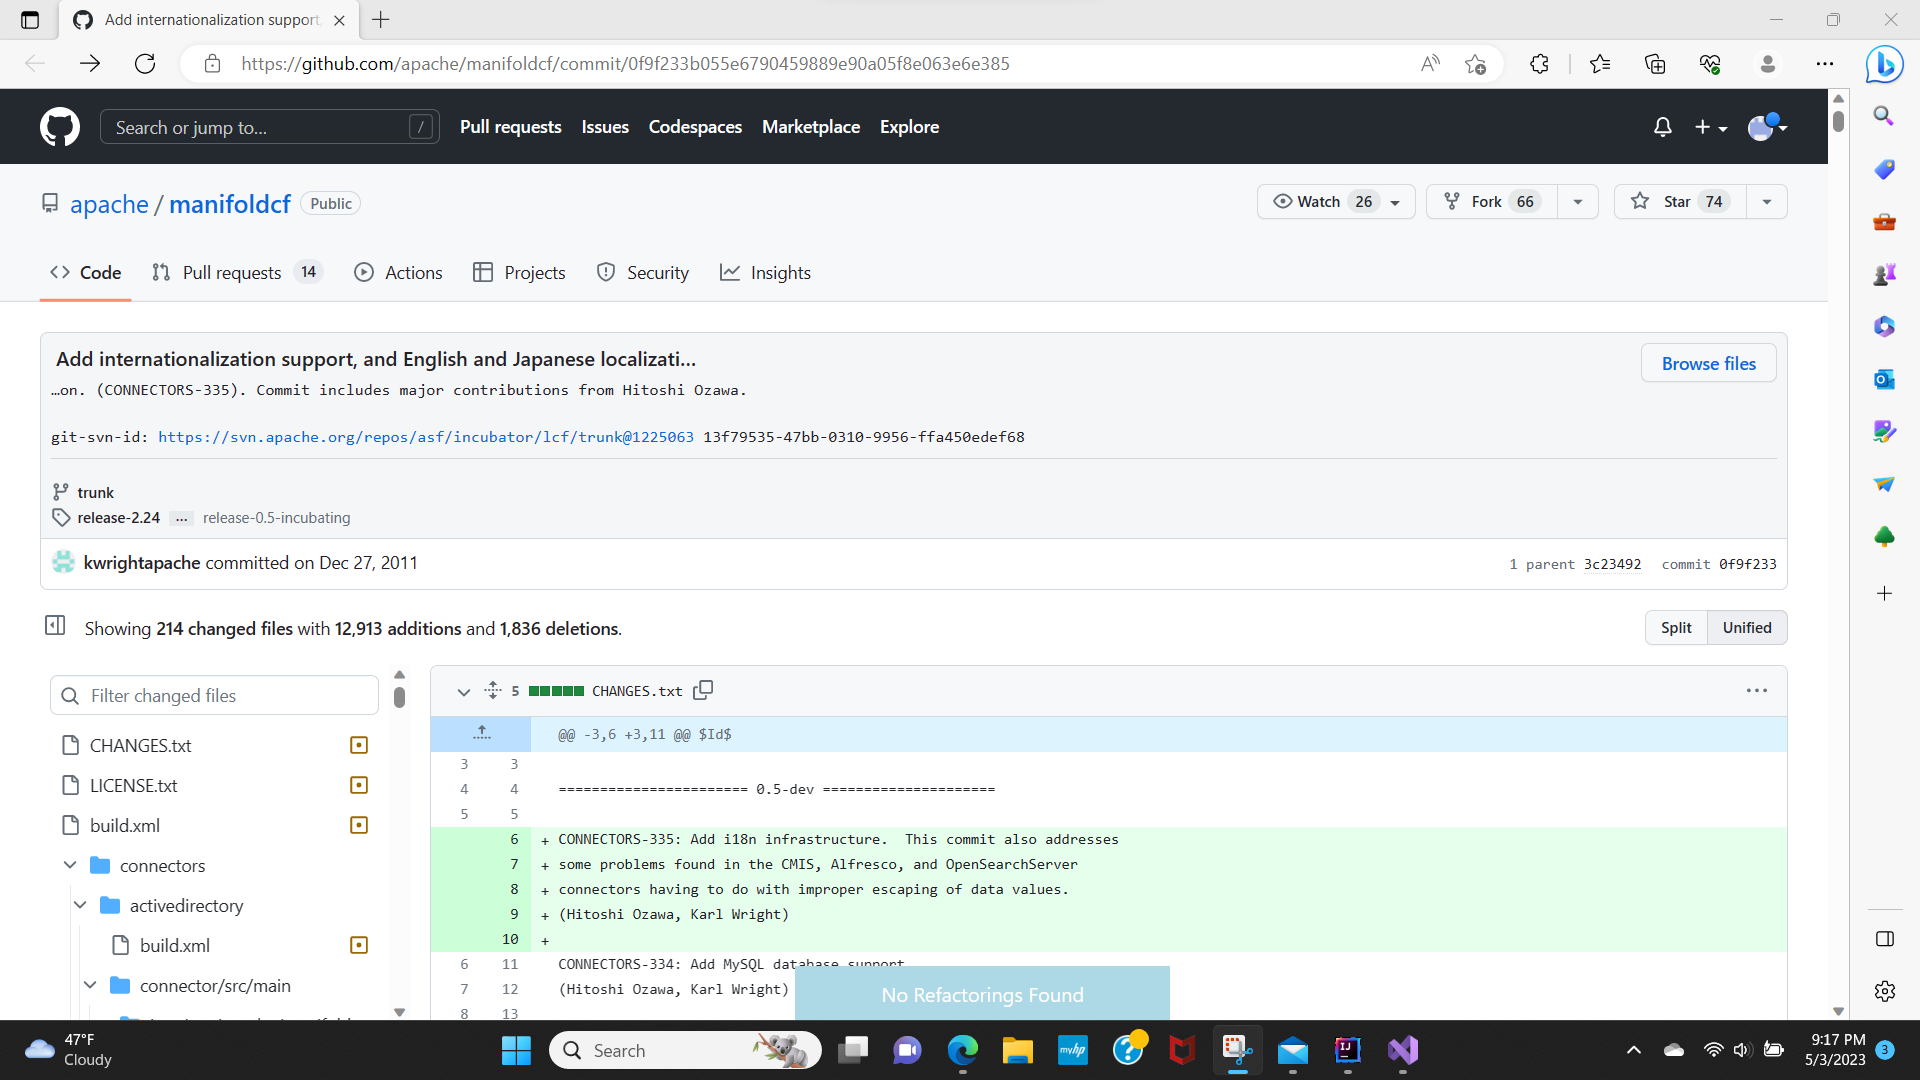 Add internationalization support,
https://github.com/apache/manifoldcf/commit/0f9f233b055e6790459889e90a05f8e063e6e385
Search or jump to... /
Pull requests Issues Codespaces Marketplace Explore
apache / manifoldcf Public
Watch 26 Fork 66 Star 74
Code Pull requests 14 Actions Projects Security Insights
Add internationalization support, and English and Japanese localizati…
Browse files
…on. (CONNECTORS-335). Commit includes major contributions from Hitoshi Ozawa.
git-svn-id: https://svn.apache.org/repos/asf/incubator/lcf/trunk@1225063 13f79535-47bb-0310-9956-ffa450edef68
trunk
release-2.24 … release-0.5-incubating
kwrightapache committed on Dec 27, 2011
1 parent 3c23492 commit 0f9f233
Showing 214 changed files with 12,913 additions and 1,836 deletions.
Split Unified
Filter changed files
CHANGES.txt
LICENSE.txt
build.xml
connectors
activedirectory
build.xml
connector/src/main
5 CHANGES.txt
@@ -3,6 +3,11 @@ $Id$
3 3
4 4 ======================= 0.5-dev =====================
5 5
6 + CONNECTORS-335: Add i18n infrastructure.  This commit also addresses
7 + some problems found in the CMIS, Alfresco, and OpenSearchServer
8 + connectors having to do with improper escaping of data values.
9 + (Hitoshi Ozawa, Karl Wright)
10 +
6 11 CONNECTORS-334: Add MySQL database support
7 12 (Hitoshi Ozawa, Karl Wright)
8 13
No Refactorings Found
47°F
Cloudy
Search
myhp
IJ
9:17 PM
5/3/2023
3